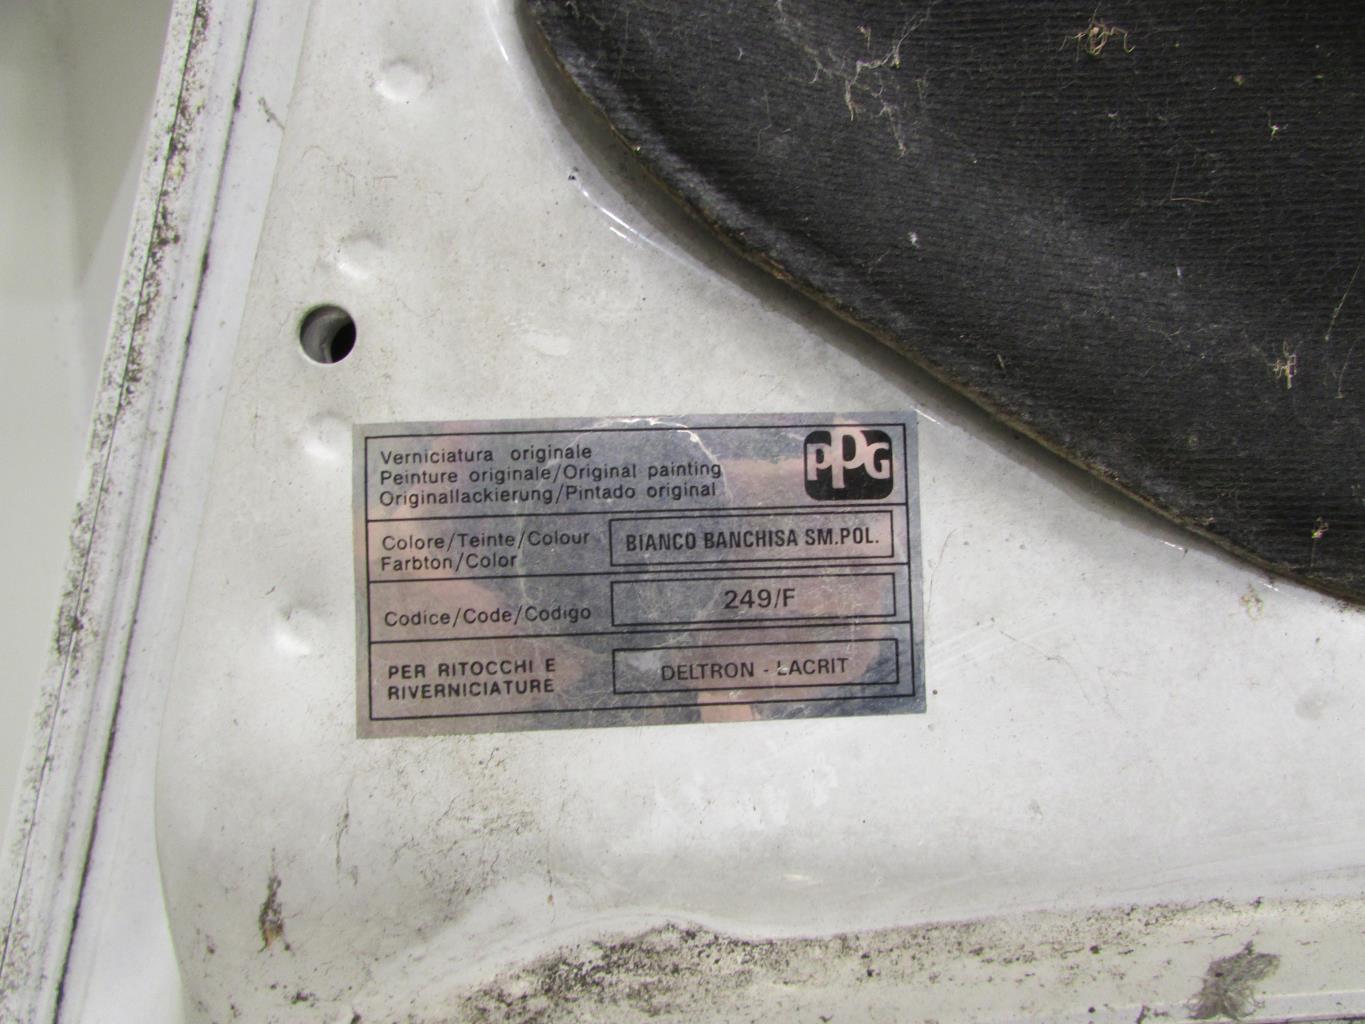 Verniciatura originale
Peinture originale/Original painting
Originallackierung/Pintado original
PPG
Colore/Teinte/Colour
Farbton/Color
BIANCO BANCHISA SM.POL.
Codice/Code/Codigo
249/F
PER RITOCCHI E
RIVERNICIATURE
DELTRON - LACRIT